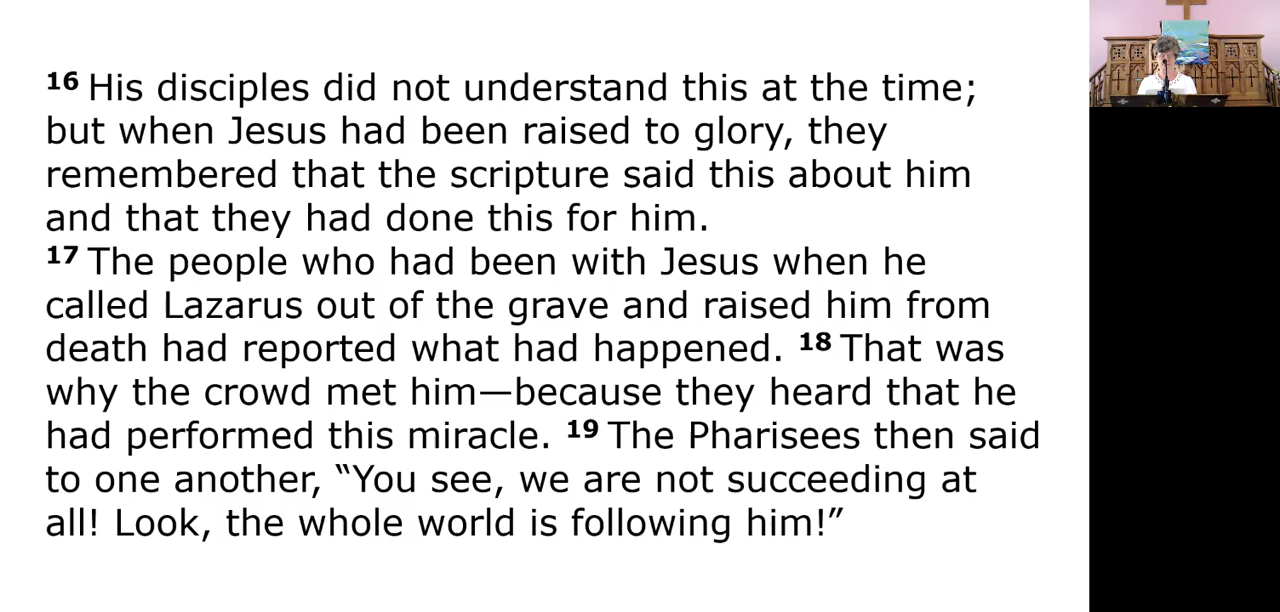 16 His disciples did not understand this at the time;
but when Jesus had been raised to glory, they
remembered that the scripture said this about him
and that they had done this for him.
17 The people who had been with Jesus when he
called Lazarus out of the grave and raised him from
death had reported what had happened. 18 That was
why the crowd met him—because they heard that he
had performed this miracle. 19 The Pharisees then said
to one another, “You see, we are not succeeding at
all! Look, the whole world is following him!”